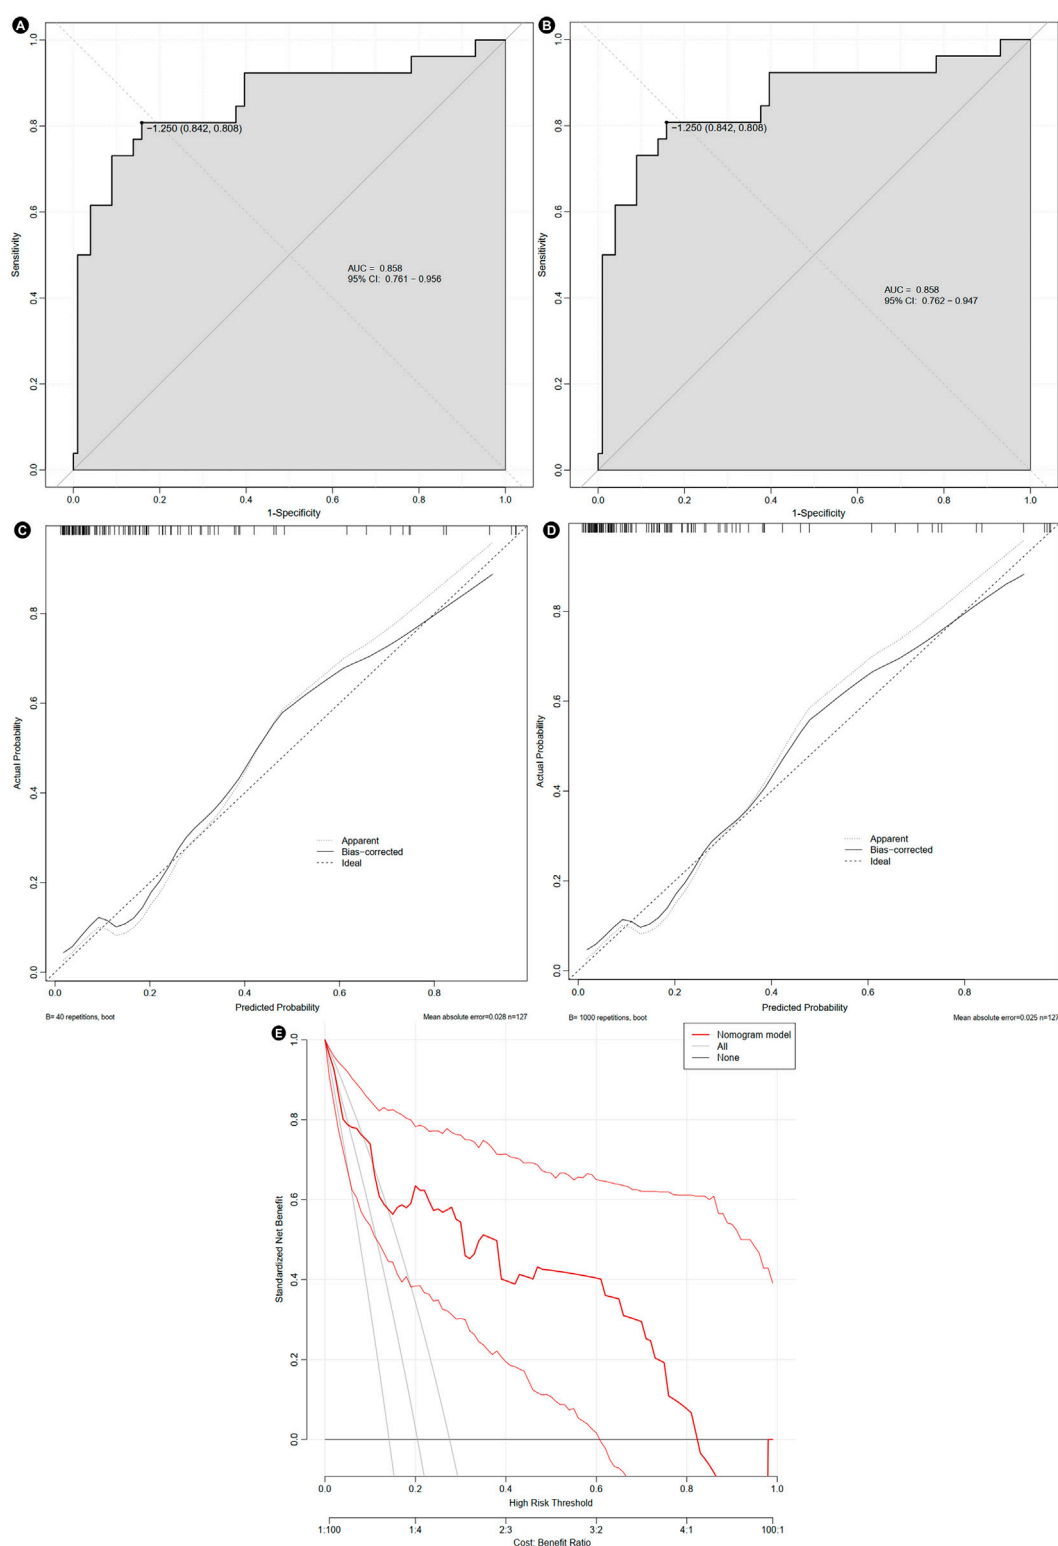 A
1.0
0.8
0.6
0.4
0.2
0.0
Sensitivity
−1.250 (0.842, 0.808)
AUC = 0.858
95% CI: 0.761 − 0.956
0.0 0.2 0.4 0.6 0.8 1.0
1-Specificity
B
1.0
0.8
0.6
0.4
0.2
0.0
Sensitivity
−1.250 (0.842, 0.808)
AUC = 0.858
95% CI: 0.762 − 0.947
0.0 0.2 0.4 0.6 0.8 1.0
1-Specificity
C
0.8
0.6
0.4
0.2
0.0
Actual Probability
Apparent
Bias−corrected
Ideal
0.0 0.2 0.4 0.6 0.8
Predicted Probability
B= 40 repetitions, boot
Mean absolute error=0.028 n=127
D
0.8
0.6
0.4
0.2
0.0
Actual Probability
Apparent
Bias−corrected
Ideal
0.0 0.2 0.4 0.6 0.8
Predicted Probability
B= 1000 repetitions, boot
Mean absolute error=0.025 n=127
E
Nomogram model
All
None
1.0
0.8
0.6
0.4
0.2
0.0
Standardized Net Benefit
0.0 0.2 0.4 0.6 0.8 1.0
High Risk Threshold
1:100 1:4 2:3 3:2 4:1 100:1
Cost: Benefit Ratio